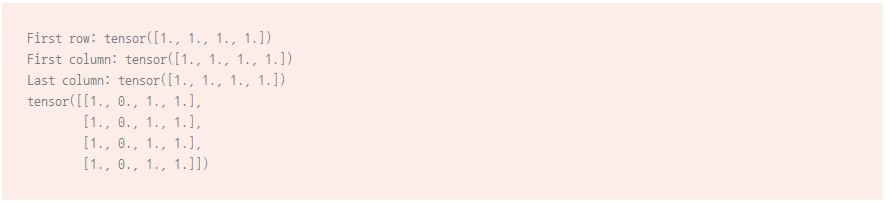 First row: tensor([1., 1., 1., 1.])
First column: tensor([1., 1., 1., 1.])
Last column: tensor([1., 1., 1., 1.])
tensor([[1., 0., 1., 1.],
        [1., 0., 1., 1.],
        [1., 0., 1., 1.],
        [1., 0., 1., 1.]])